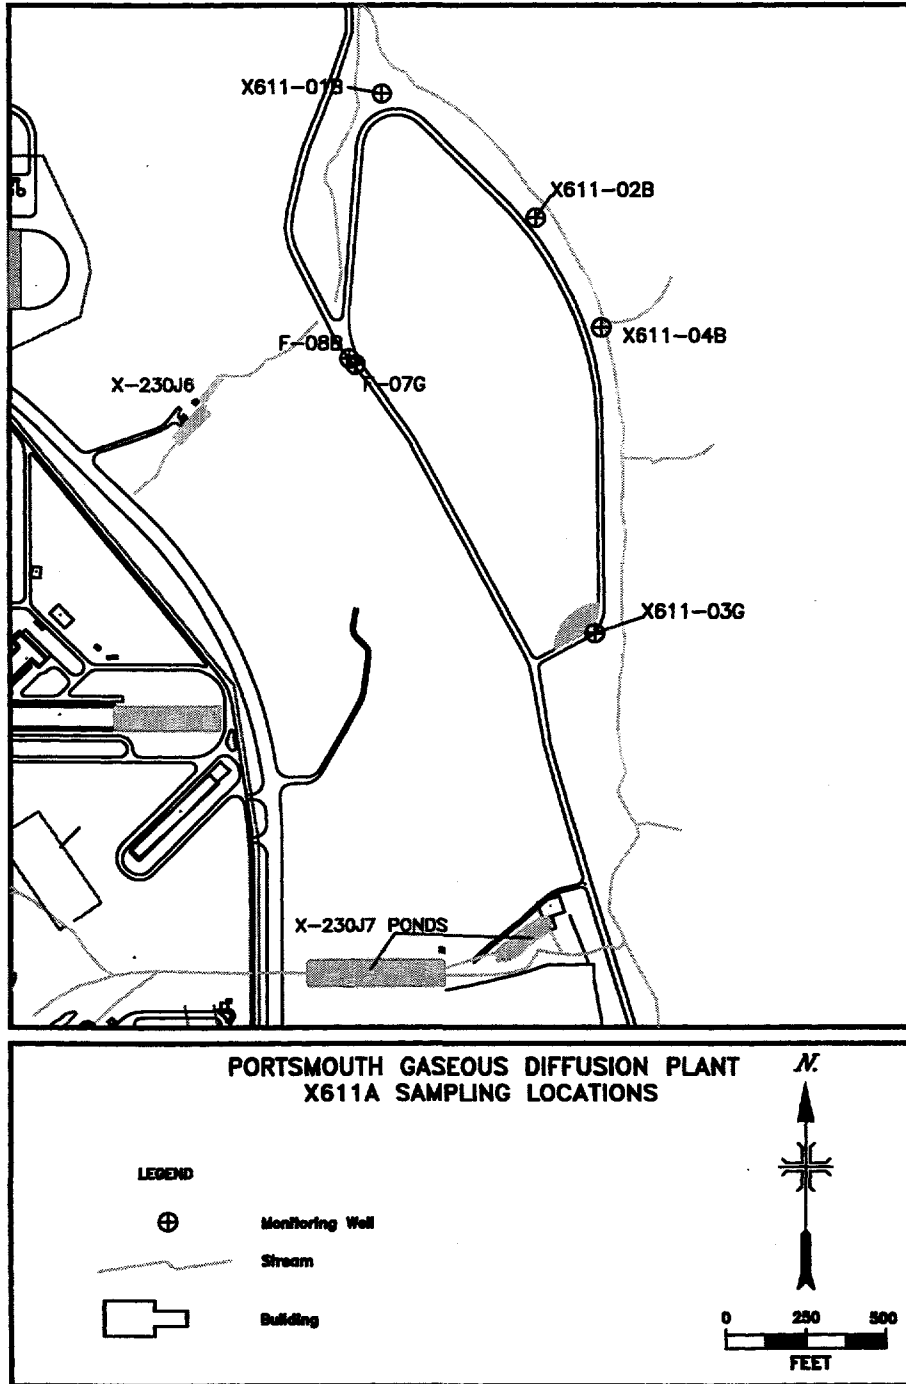 X611-01B
X611-02B
X611-04B
F-08B
F-07G
X-230J6
X611-03G
X-230J7 PONDS
PORTSMOUTH GASEOUS DIFFUSION PLANT
X611A SAMPLING LOCATIONS
N.
LEGEND
Monitoring Well
Stream
Building
0 250 500
FEET